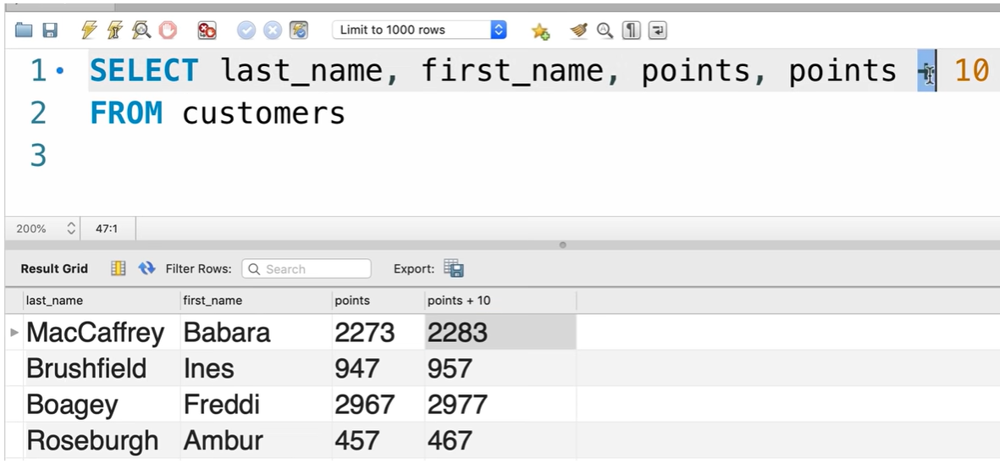 Limit to 1000 rows
1 SELECT last_name, first_name, points, points + 10
2 FROM customers
3
200% 47:1
Result Grid Filter Rows: Search Export:
last_name first_name points points + 10
MacCaffrey Babara 2273 2283
Brushfield Ines 947 957
Boagey Freddi 2967 2977
Roseburgh Ambur 457 467